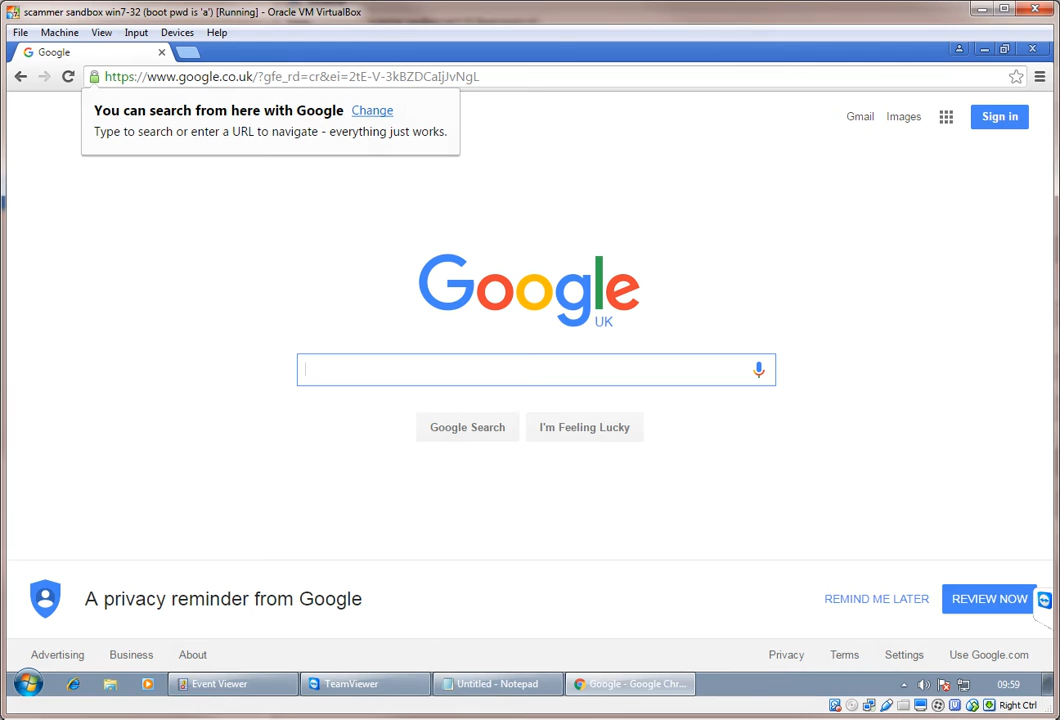 scammer sandbox win7-32 (boot pwd is 'a') [Running] - Oracle VM VirtualBox
File Machine View Input Devices Help
Google
https://www.google.co.uk/?gfe_rd=cr&ei=2tE-V-3kBZDCaIjJvNgL
You can search from here with Google Change
Type to search or enter a URL to navigate - everything just works.
Gmail Images Sign in
Google
UK
Google Search I'm Feeling Lucky
A privacy reminder from Google REMIND ME LATER REVIEW NOW
Advertising Business About Privacy Terms Settings Use Google.com
Event Viewer TeamViewer Untitled - Notepad Google - Google Chr... 09:59
Right Ctrl